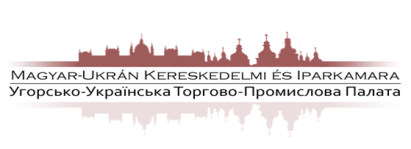 Magyar-Ukrán Kereskedelmi és Iparkamara
Угорсько-Українська Торгово-Промислова Палата